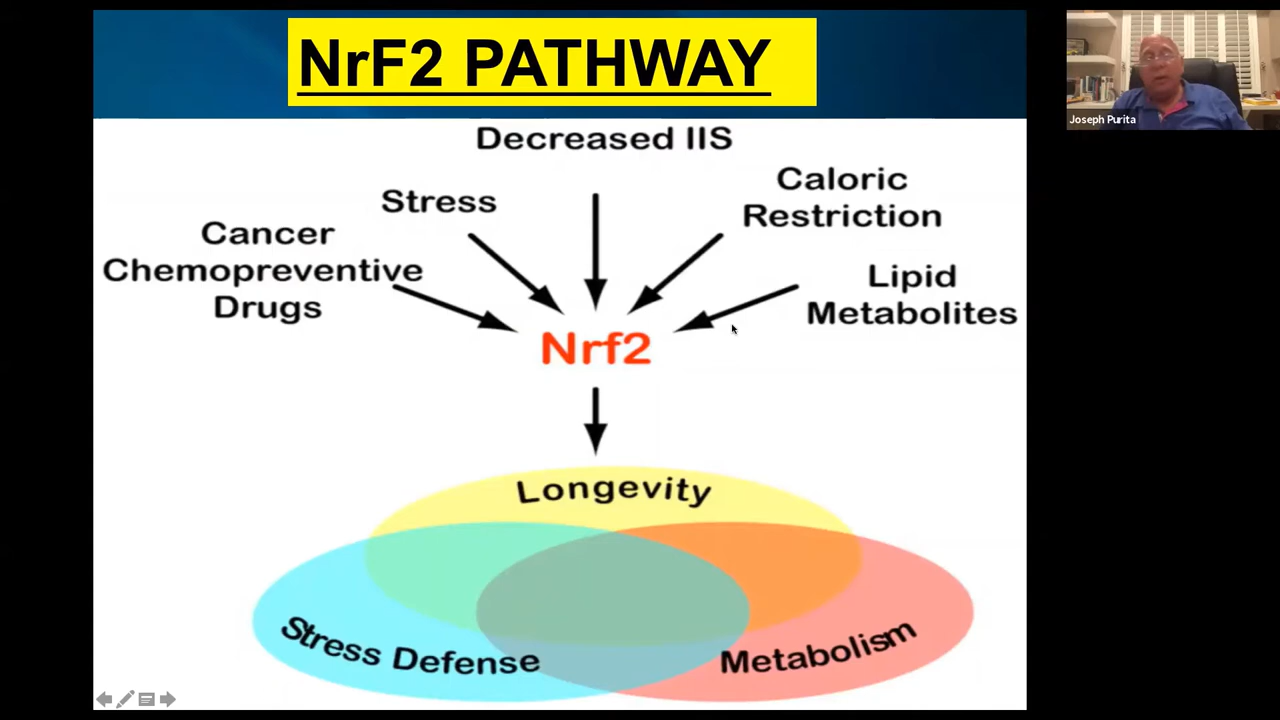 NrF2 PATHWAY
Joseph Purita
Decreased IIS
Stress
Caloric
Restriction
Cancer
Chemopreventive
Drugs
Lipid
Metabolites
Nrf2
Longevity
Stress Defense
Metabolism